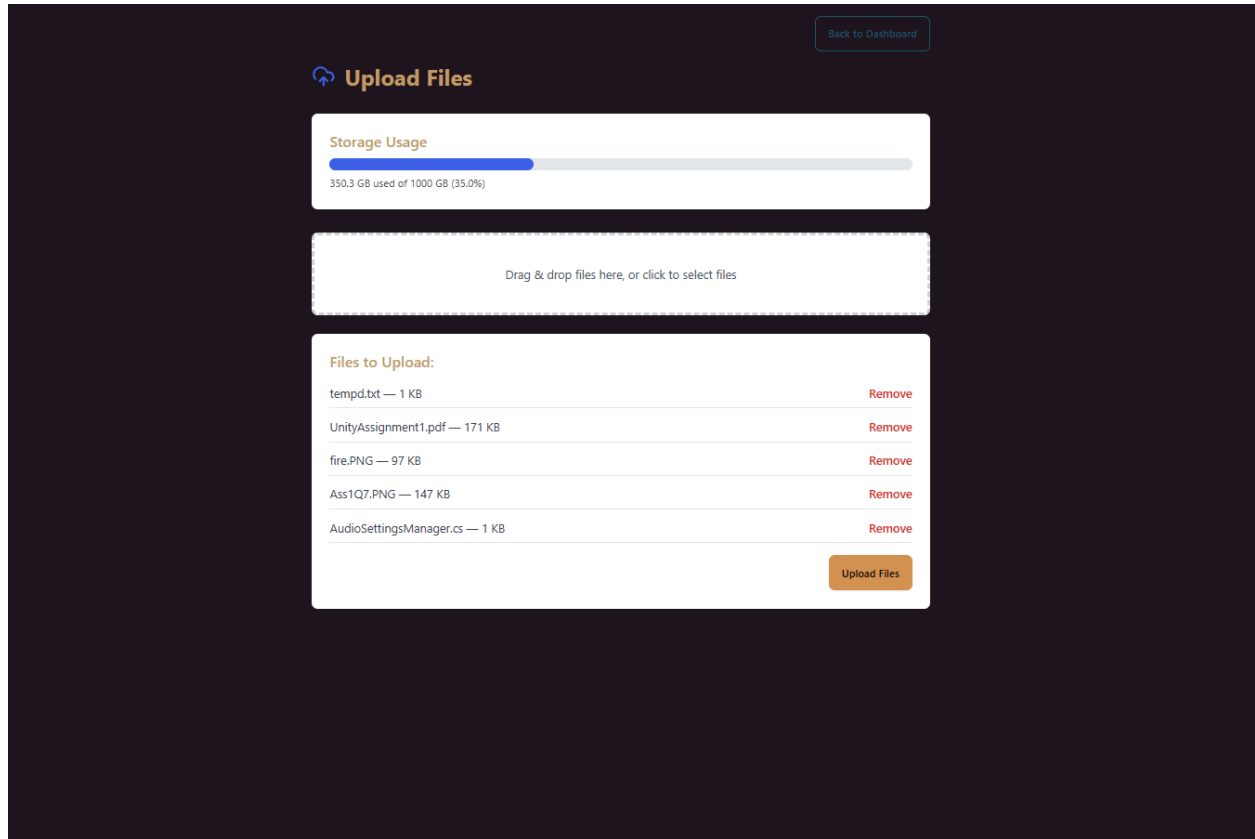 Back to Dashboard
Upload Files
Storage Usage
350.3 GB used of 1000 GB (35.0%)
Drag & drop files here, or click to select files
Files to Upload:
tempd.txt — 1 KB Remove
UnityAssignment1.pdf — 171 KB Remove
fire.PNG — 97 KB Remove
Ass1Q7.PNG — 147 KB Remove
AudioSettingsManager.cs — 1 KB Remove
Upload Files